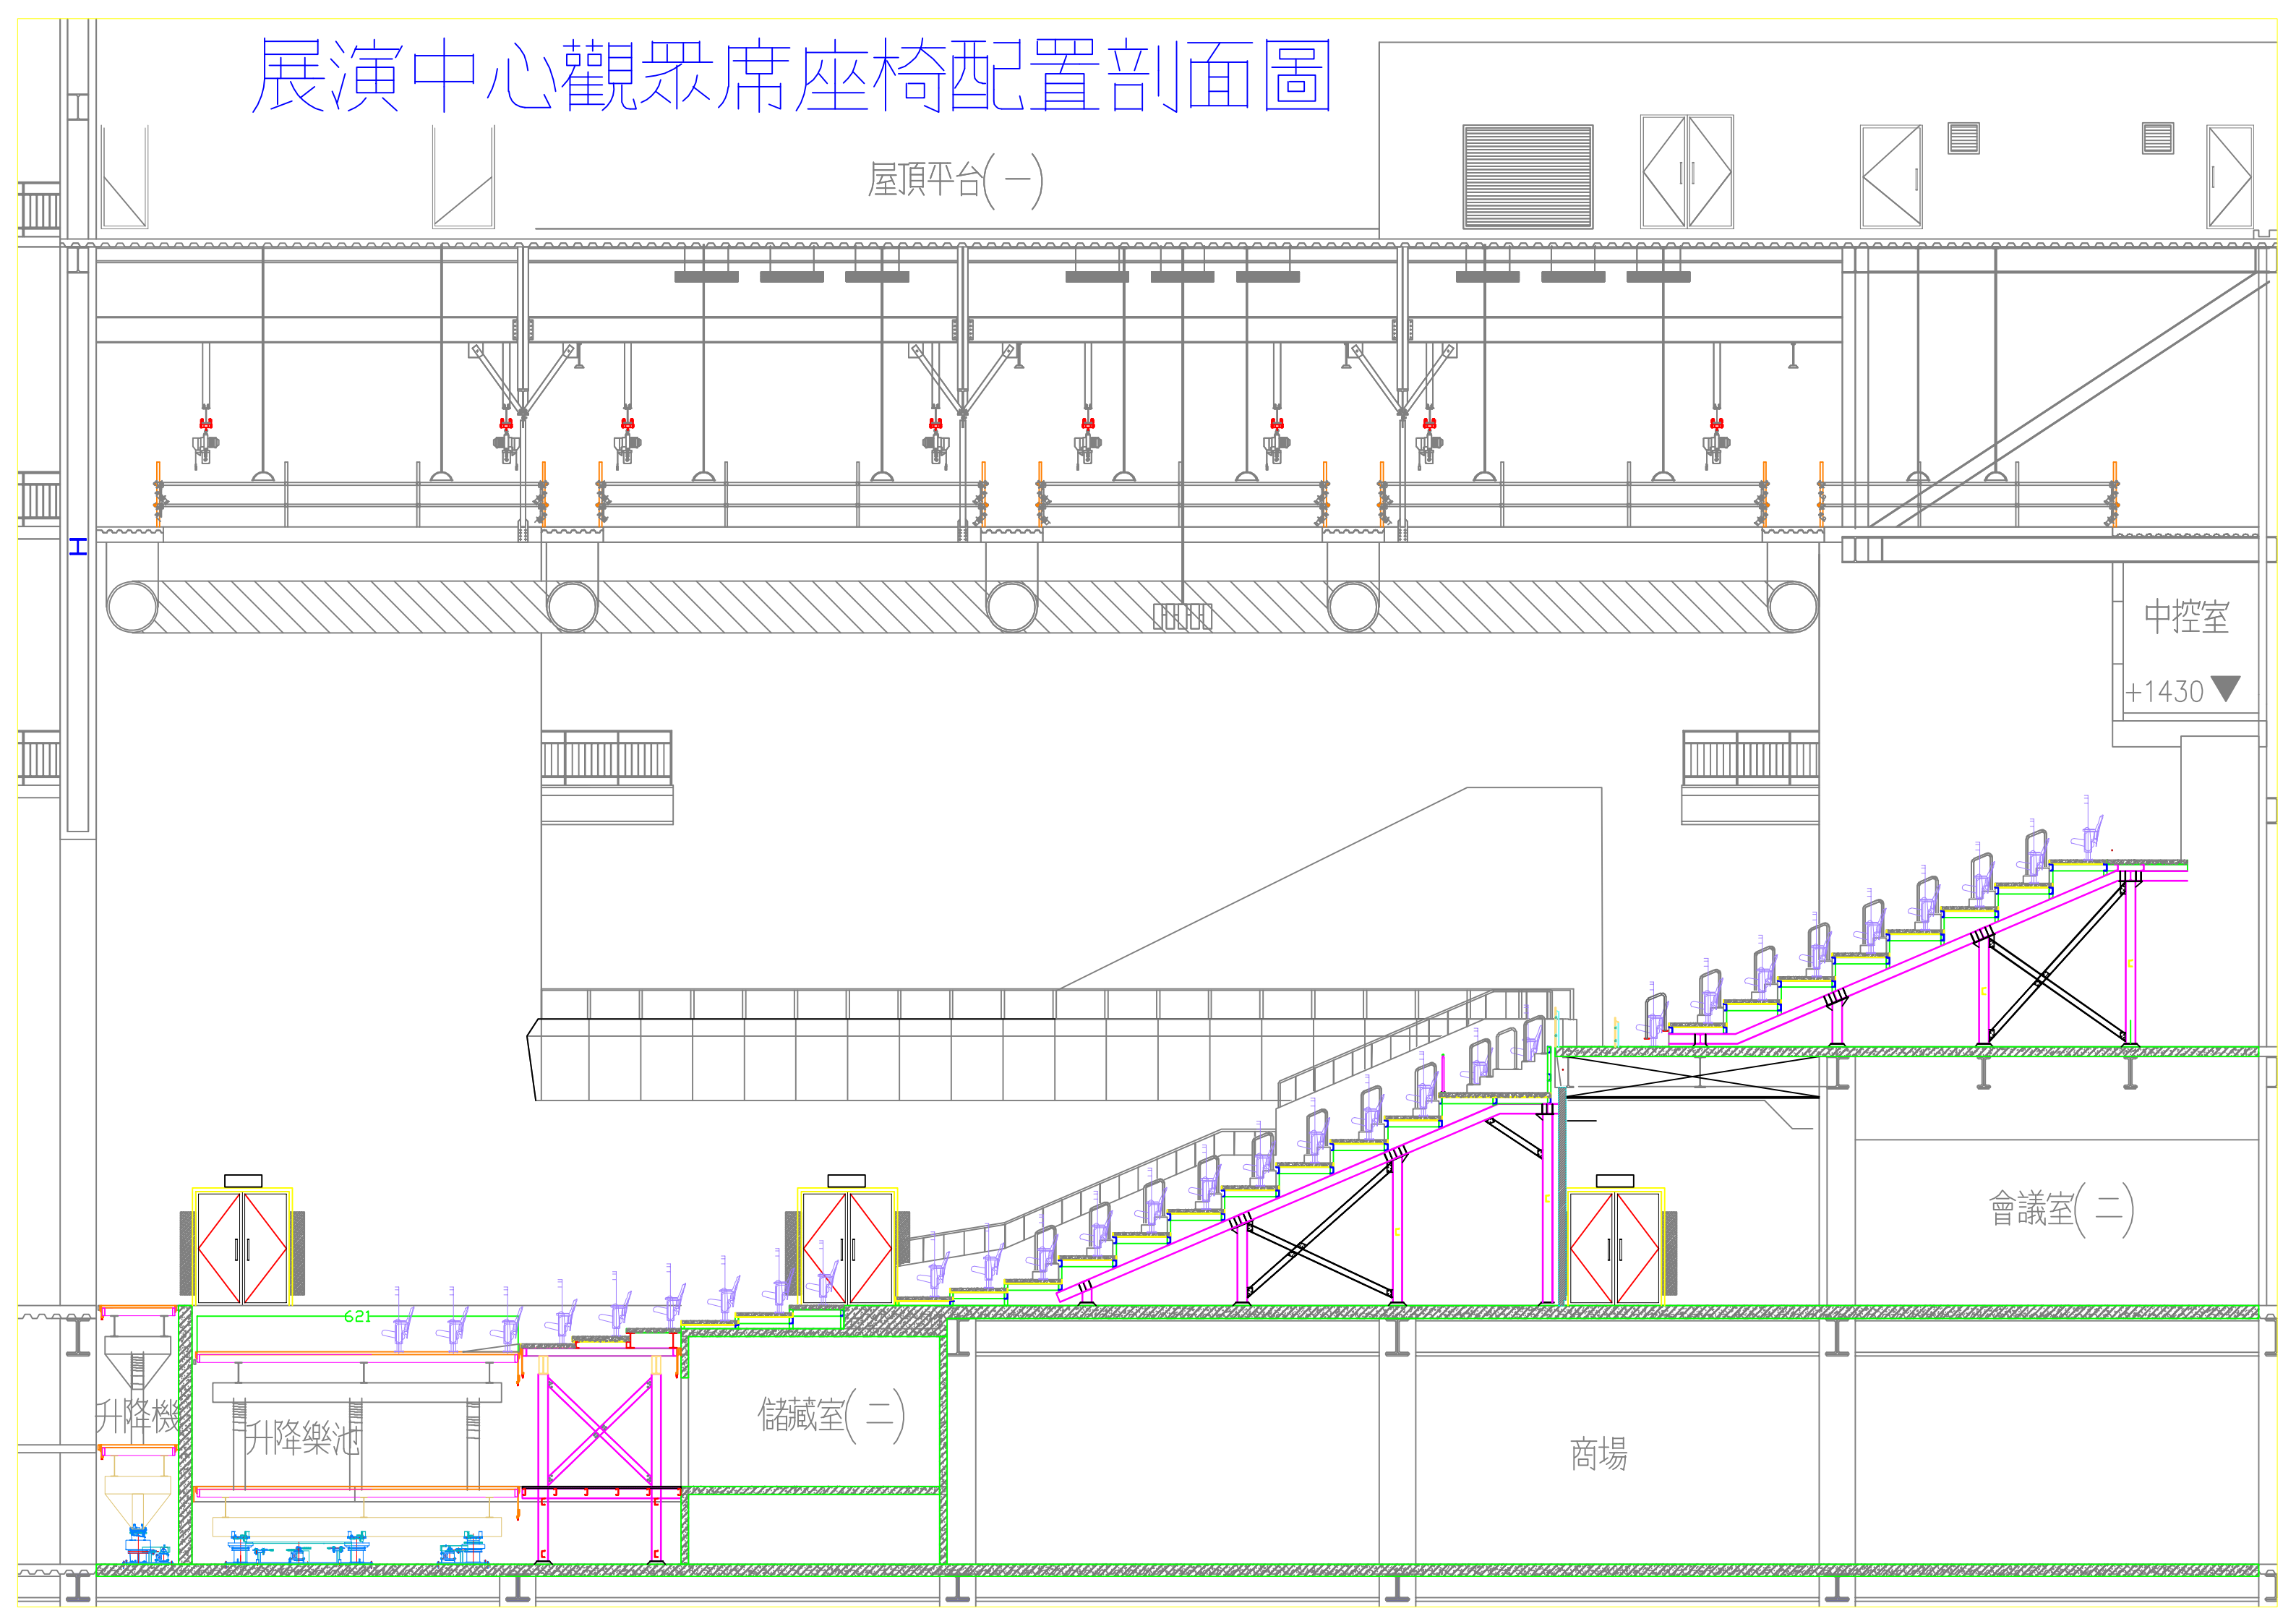 展演中心觀眾席座椅配置剖面圖
屋頂平台(一)
H
中控室
+1430
會議室(二)
621
升降機
升降樂池
儲藏室(二)
商場